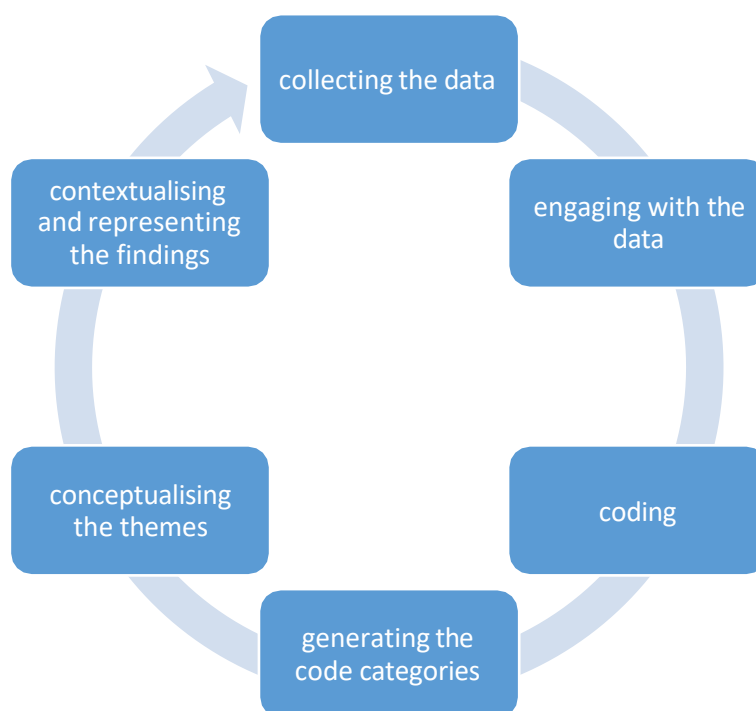 collecting the data
engaging with the
data
coding
generating the
code categories
conceptualising
the themes
contextualising
and representing
the findings